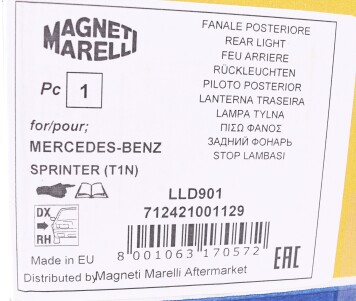 MAGNETI
MARELLI
Pc 1
for/pour;
MERCEDES-BENZ
SPRINTER (T1N)
FANALE POSTERIORE
REAR LIGHT
FEU ARRIERE
RÜCKLEUCHTEN
PILOTO POSTERIOR
LANTERNA TRASEIRA
LAMPA TYLNA
ΠΙΣΩ ΦΑΝΟΣ
ЗАДНИЙ ФОНАРЬ
STOP LAMBASI
DX
RH
LLD901
712421001129
8 001063 170572
EAC
Made in EU
Distributed by Magneti Marelli Aftermarket